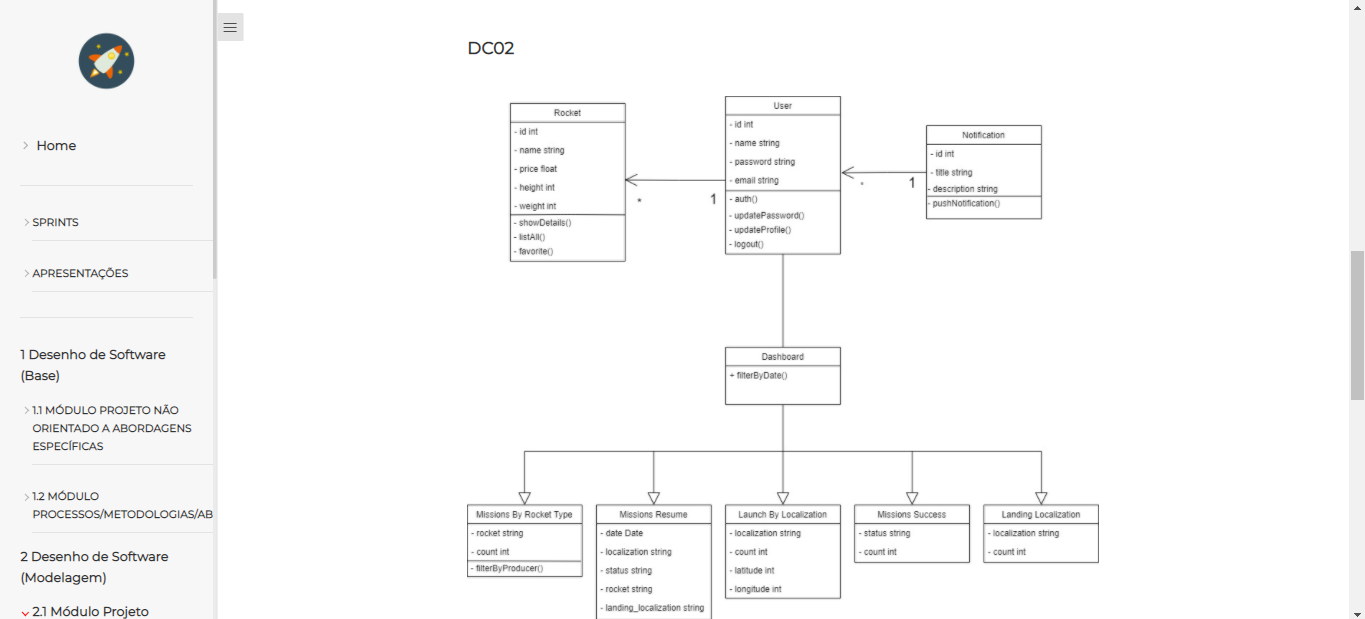 Home
SPRINTS
APRESENTAÇÕES
1 Desenho de Software
(Base)
1.1 MÓDULO PROJETO NÃO
ORIENTADO A ABORDAGENS
ESPECÍFICAS
1.2 MÓDULO
PROCESSOS/METODOLOGIAS/AB
2 Desenho de Software
(Modelagem)
2.1 Módulo Projeto
DC02
Rocket
- id int
- name string
- price float
- height int
- weight int
- showDetails()
- listAll()
- favorite()
*
1
User
- id int
- name string
- password string
- email string
- auth()
- updatePassword()
- updateProfile()
- logout()
*
1
Notification
- id int
- title string
- description string
- pushNotification()
Dashboard
+ filterByDate()
Missions By Rocket Type
- rocket string
- count int
- filterByProducer()
Missions Resume
- date Date
- localization string
- status string
- rocket string
- landing_localization string
Launch By Localization
- localization string
- count int
- latitude int
- longitude int
Missions Success
- status string
- count int
Landing Localization
- localization string
- count int